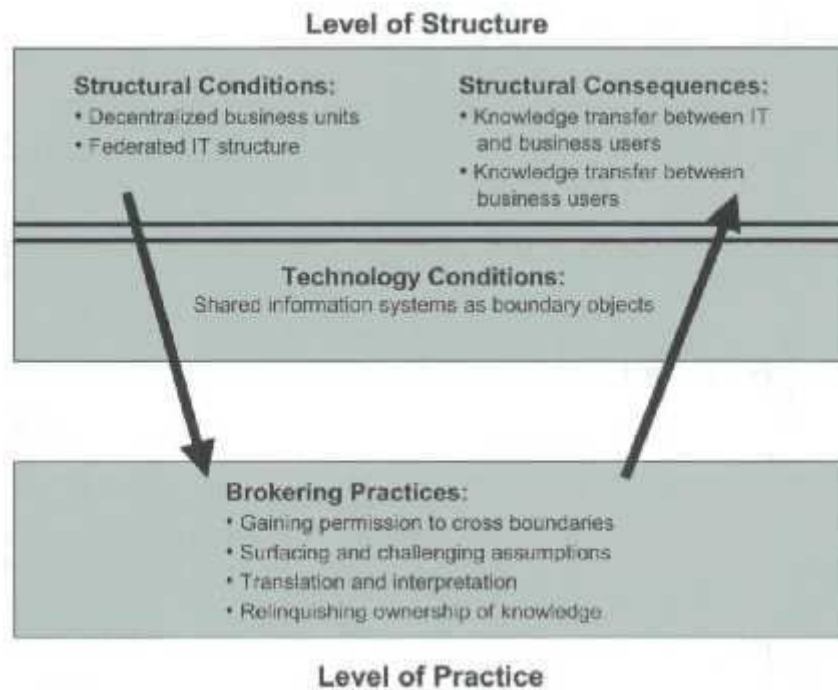 Level of Structure
Structural Conditions:
• Decentralized business units
• Federated IT structure
Structural Consequences:
• Knowledge transfer between IT
and business users
• Knowledge transfer between
business users
Technology Conditions:
Shared information systems as boundary objects
Brokering Practices:
• Gaining permission to cross boundaries
• Surfacing and challenging assumptions
• Translation and interpretation
• Relinquishing ownership of knowledge
Level of Practice